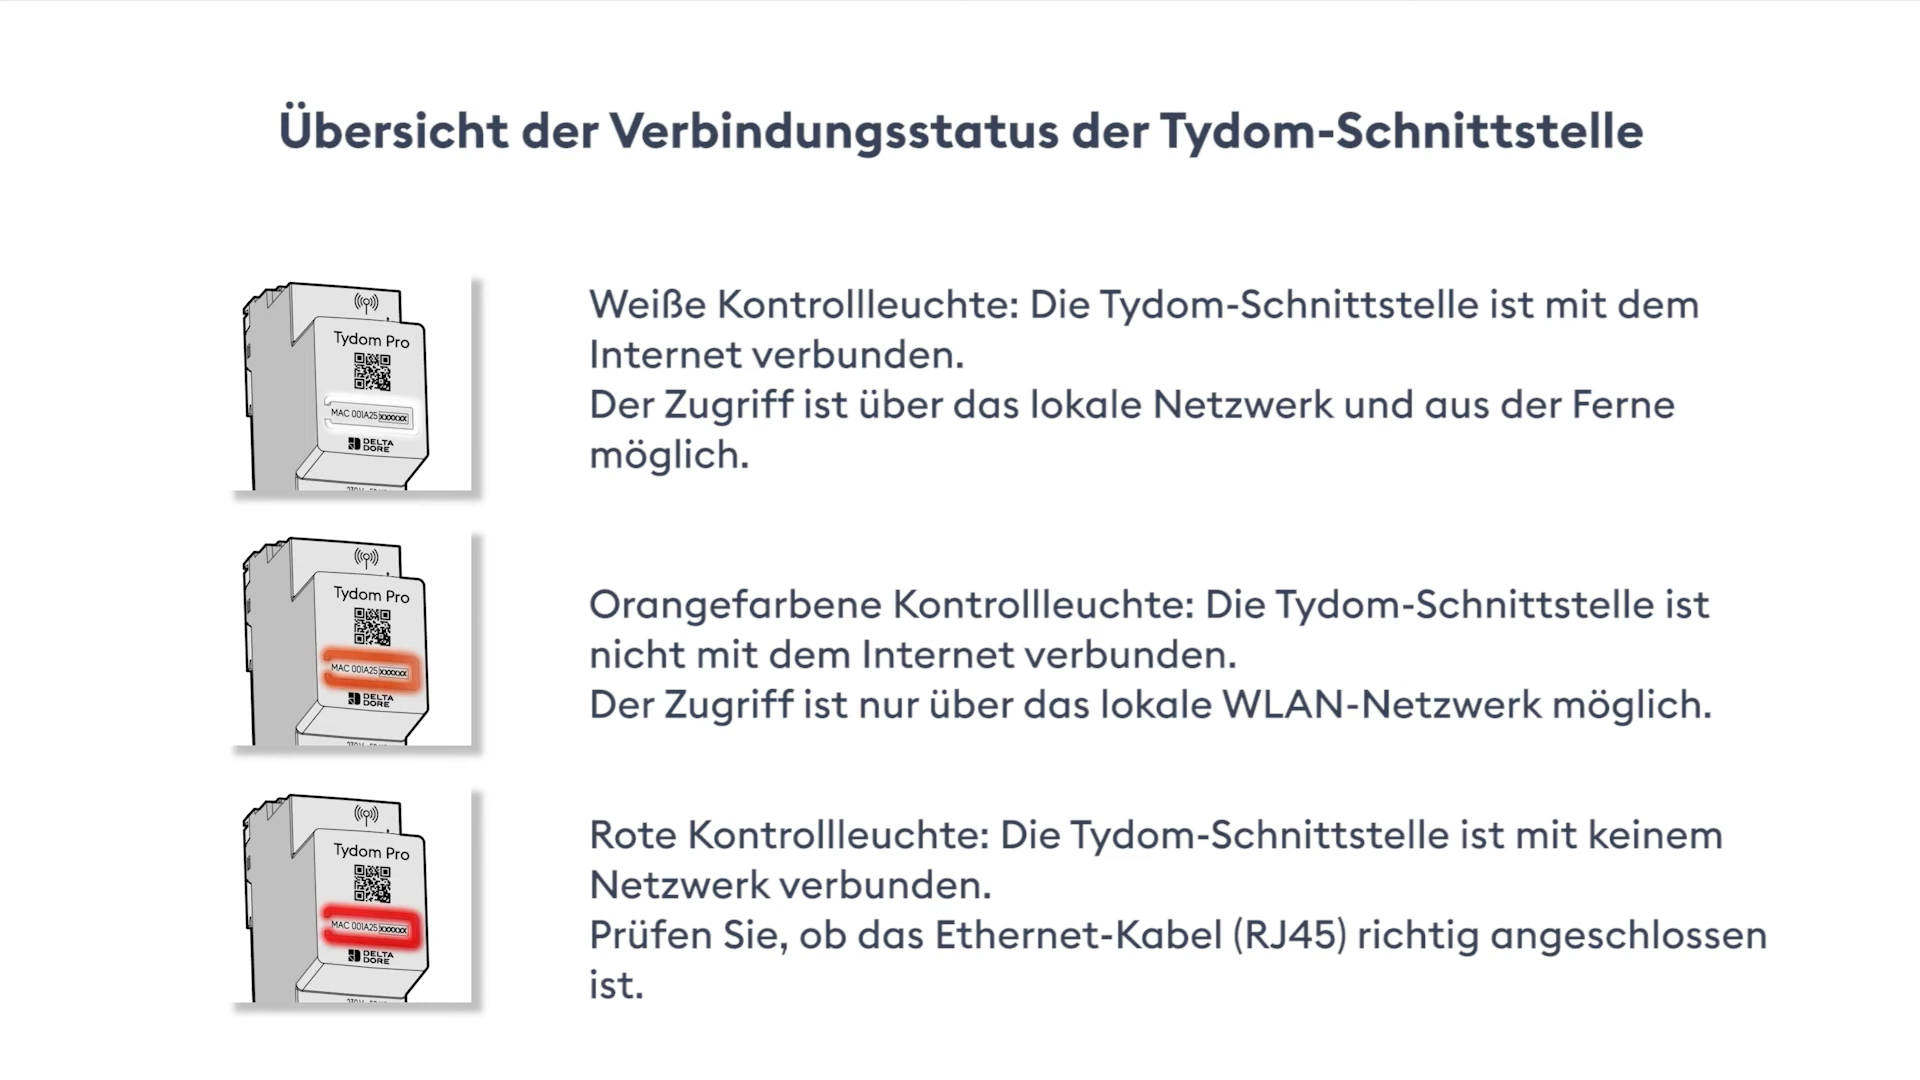 Übersicht der Verbindungsstatus der Tydom-Schnittstelle
Tydom Pro
MAC 001A25 xxxxxx
DELTA
DORE
Weiße Kontrollleuchte: Die Tydom-Schnittstelle ist mit dem
Internet verbunden.
Der Zugriff ist über das lokale Netzwerk und aus der Ferne
möglich.
Tydom Pro
MAC 001A25 xxxxxx
DELTA
DORE
Orangefarbene Kontrollleuchte: Die Tydom-Schnittstelle ist
nicht mit dem Internet verbunden.
Der Zugriff ist nur über das lokale WLAN-Netzwerk möglich.
Tydom Pro
MAC 001A25 xxxxxx
DELTA
DORE
Rote Kontrollleuchte: Die Tydom-Schnittstelle ist mit keinem
Netzwerk verbunden.
Prüfen Sie, ob das Ethernet-Kabel (RJ45) richtig angeschlossen
ist.